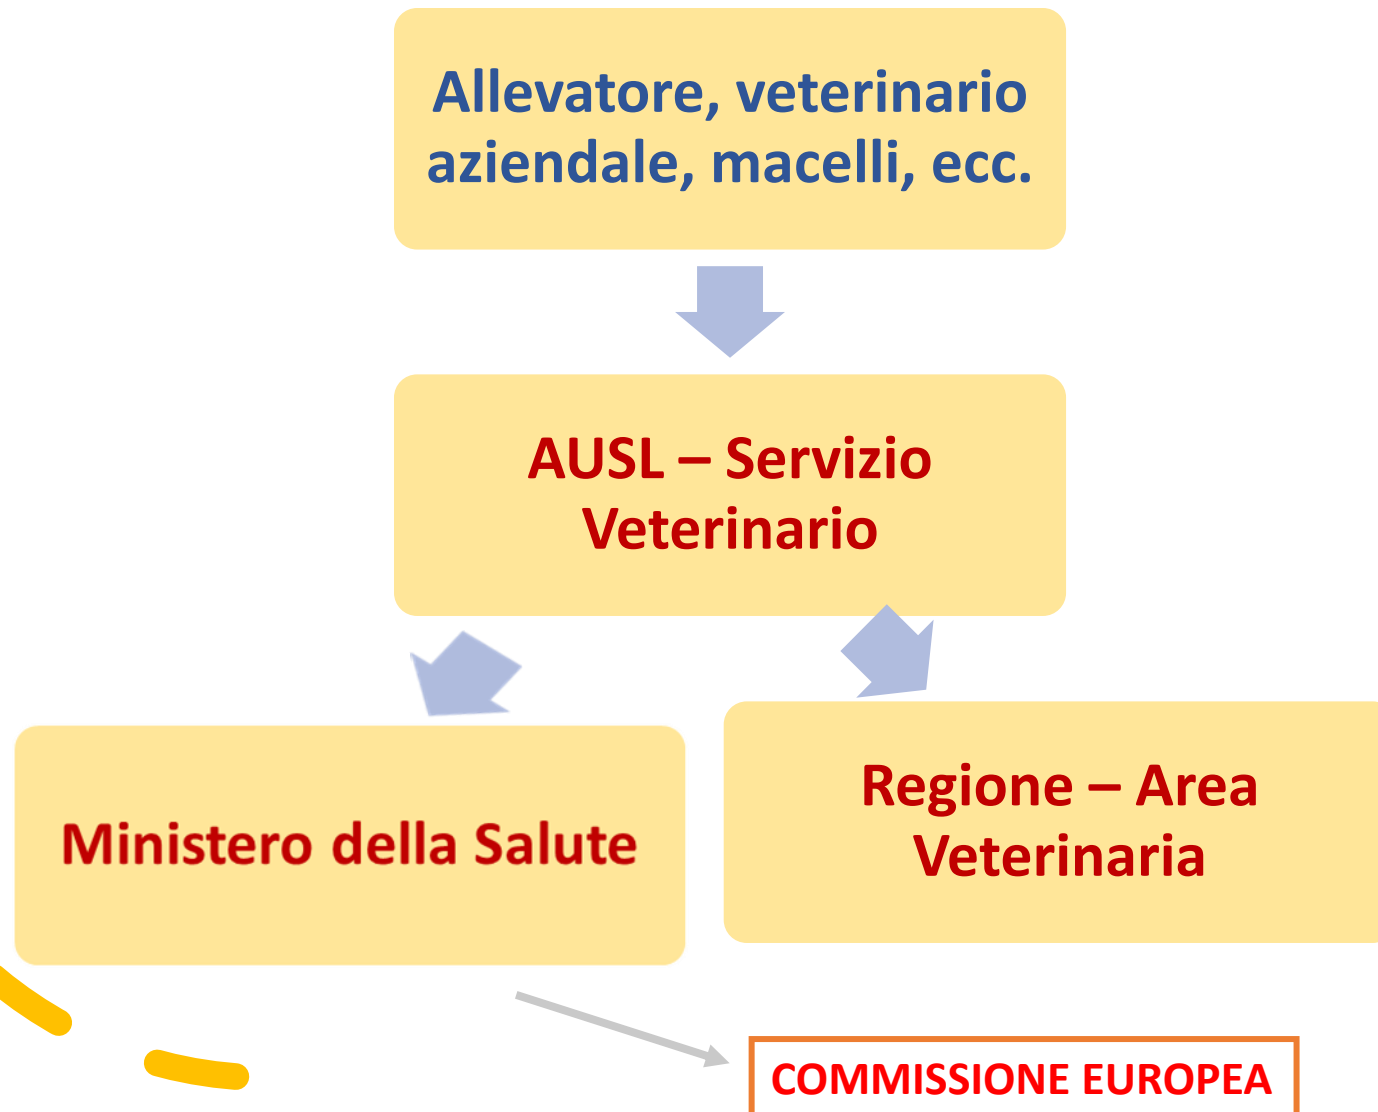 Allevatore, veterinario
aziendale, macelli, ecc.
AUSL – Servizio
Veterinario
Ministero della Salute
Regione – Area
Veterinaria
COMMISSIONE EUROPEA